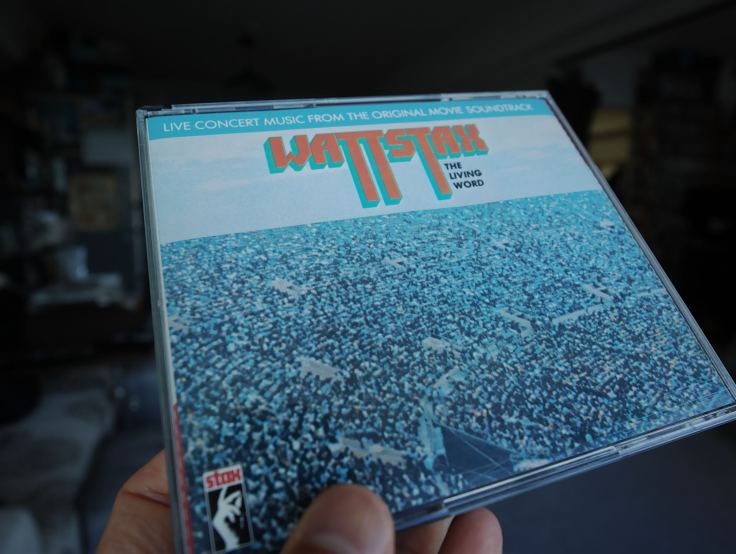 LIVE CONCERT MUSIC FROM THE ORIGINAL MOVIE SOUNDTRACK
WATTSTAX
THE
LIVING
WORD
stax